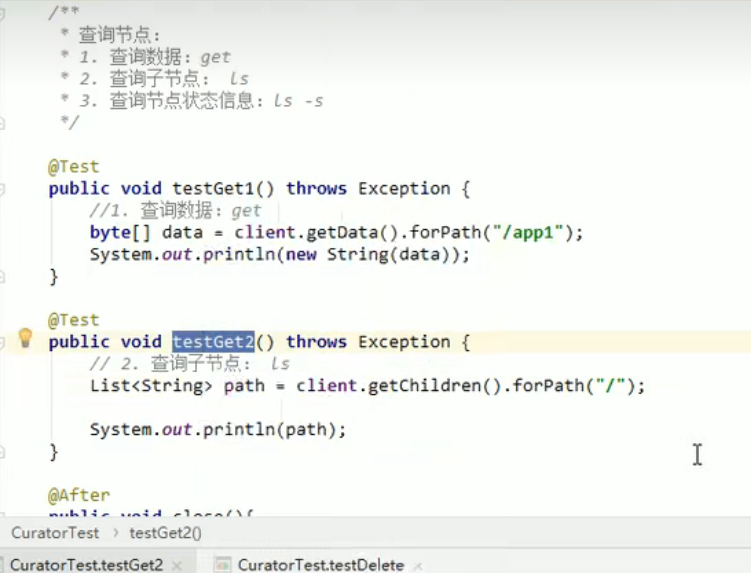 /**
* 查询节点：
* 1. 查询数据：get
* 2. 查询子节点： ls
* 3. 查询节点状态信息：ls -s
*/
@Test
public void testGet1() throws Exception {
//1. 查询数据：get
byte[] data = client.getData().forPath("/app1");
System.out.println(new String(data));
}
@Test
public void testGet2() throws Exception {
// 2. 查询子节点： ls
List<String> path = client.getChildren().forPath("/");
System.out.println(path);
}
@After
public void close(){
CuratorTest › testGet2()
CuratorTest.testGet2 × CuratorTest.testDelete ×